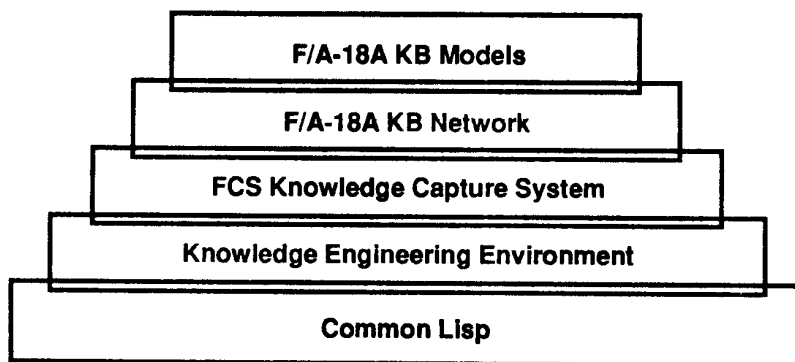 F/A-18A KB Models
F/A-18A KB Network
FCS Knowledge Capture System
Knowledge Engineering Environment
Common Lisp